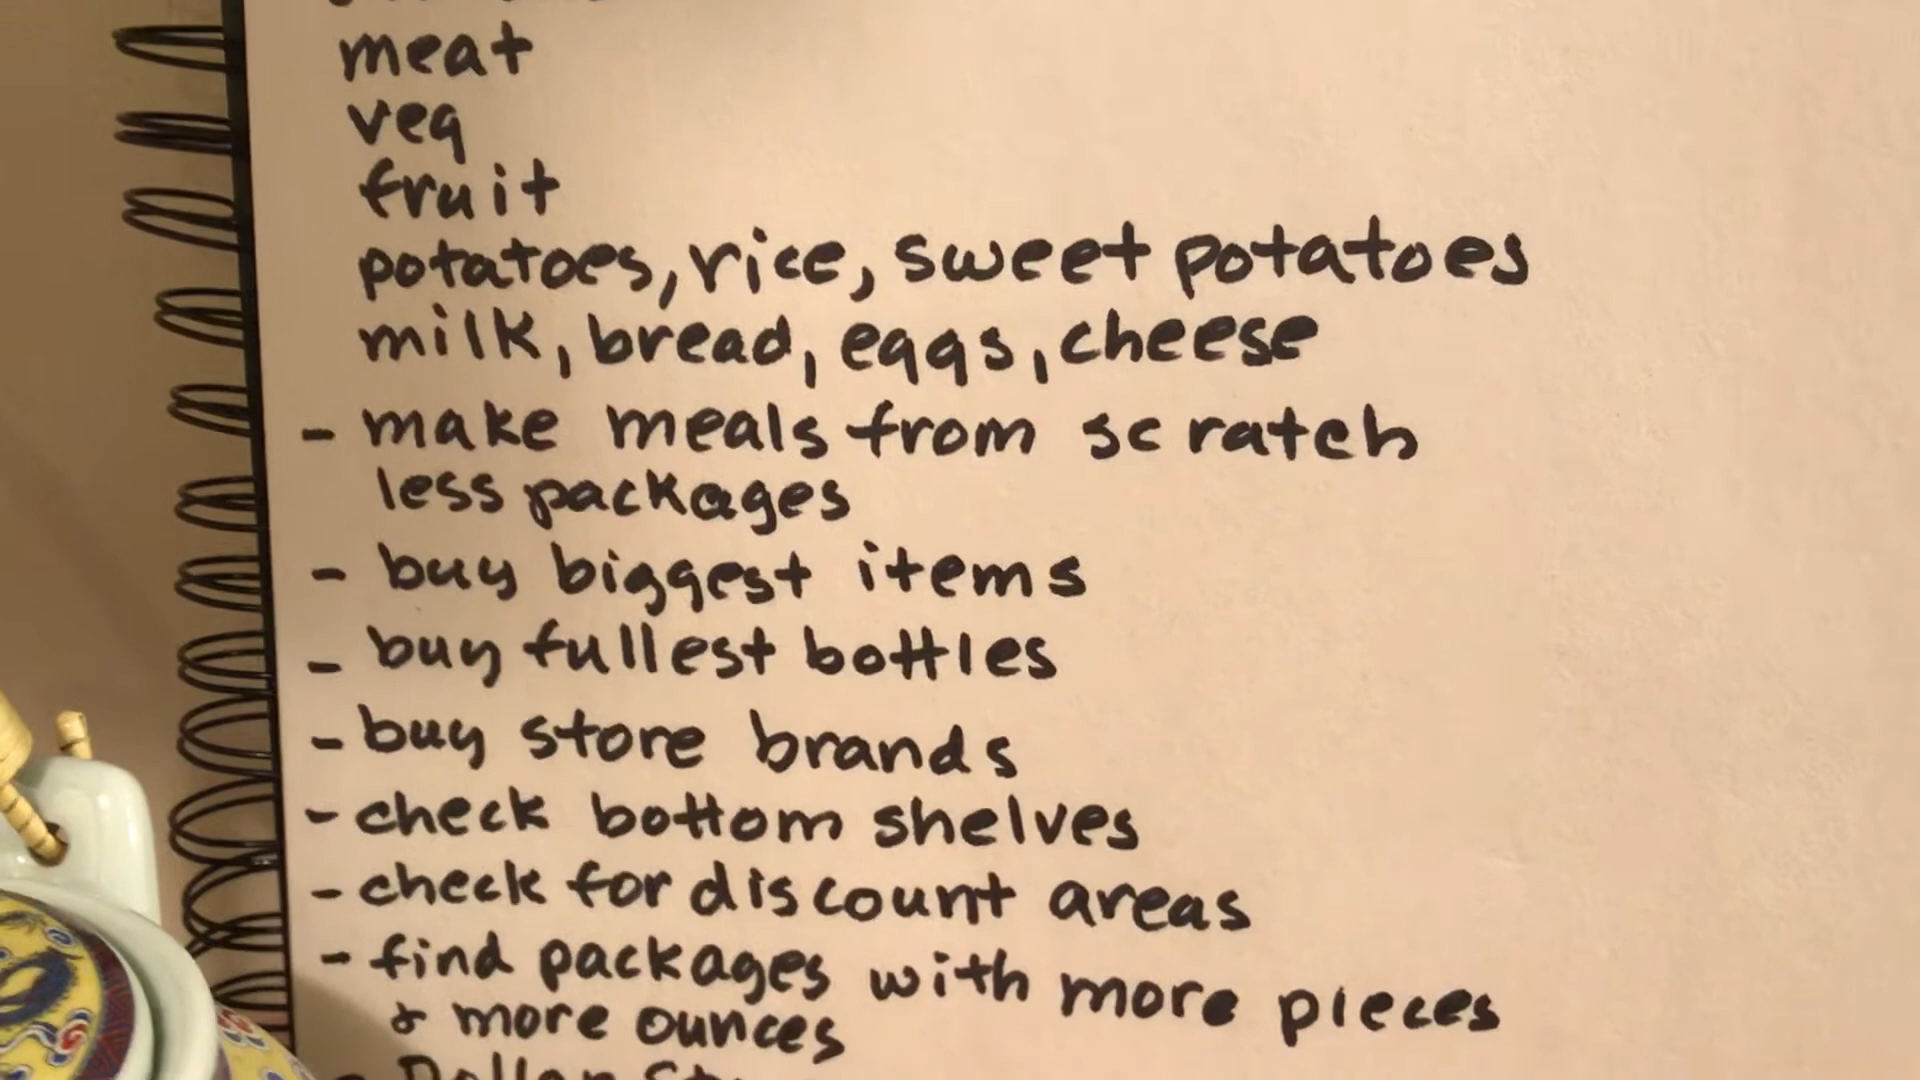 meat
veg
fruit
potatoes, rice, sweet potatoes
milk, bread, eggs, cheese
- make meals from scratch
less packages
- buy biggest items
- buy fullest bottles
- buy store brands
- check bottom shelves
- check for discount areas
- find packages with more pieces
& more ounces
- Dollar